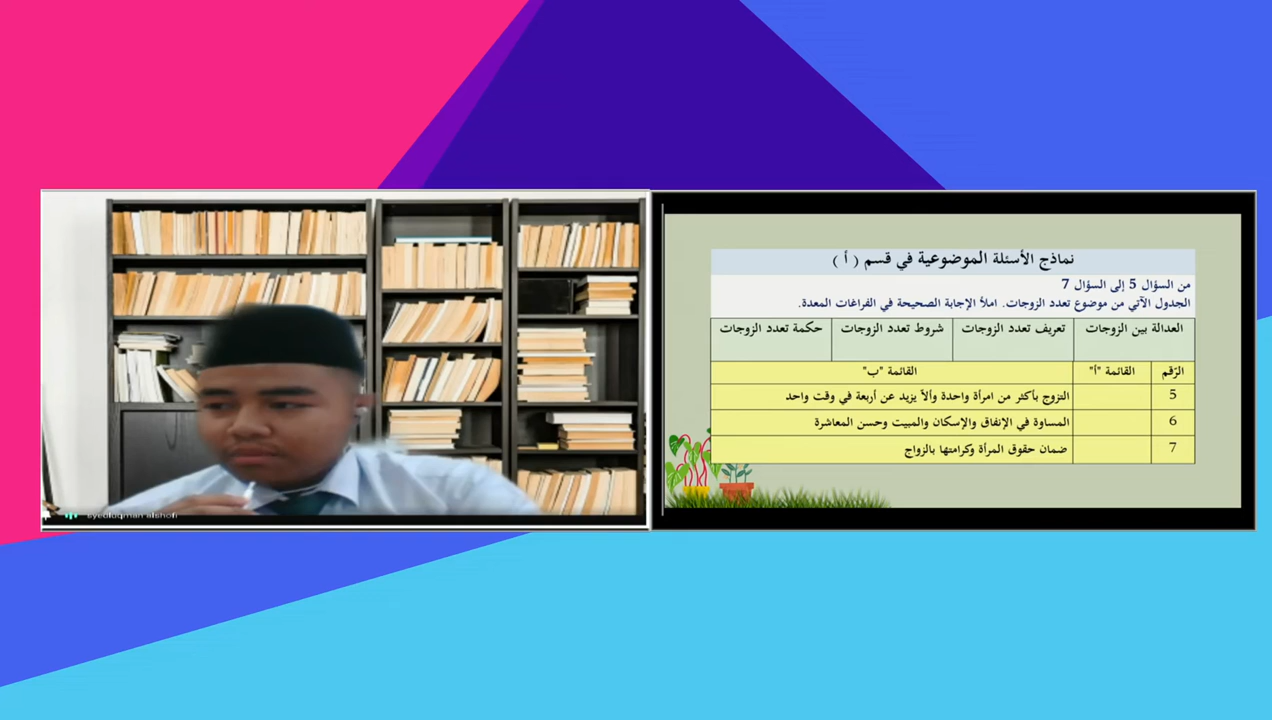 نماذج الأسئلة الموضوعية في قسم ( أ )
من السؤال 5 إلى السؤال 7
الجدول الآتي من موضوع تعدد الزوجات. املأ الإجابة الصحيحة في الفراغات المعدة.
العدالة بين الزوجات تعريف تعدد الزوجات شروط تعدد الزوجات حكمة تعدد الزوجات
الرّقم القائمة "أ" القائمة "ب"
5 التزوج بأكثر من امرأة واحدة وألاّ يزيد عن أربعة في وقت واحد
6 المساوة في الإنفاق والإسكان والمبيت وحسن المعاشرة
7 ضمان حقوق المرأة وكرامتها بالزواج